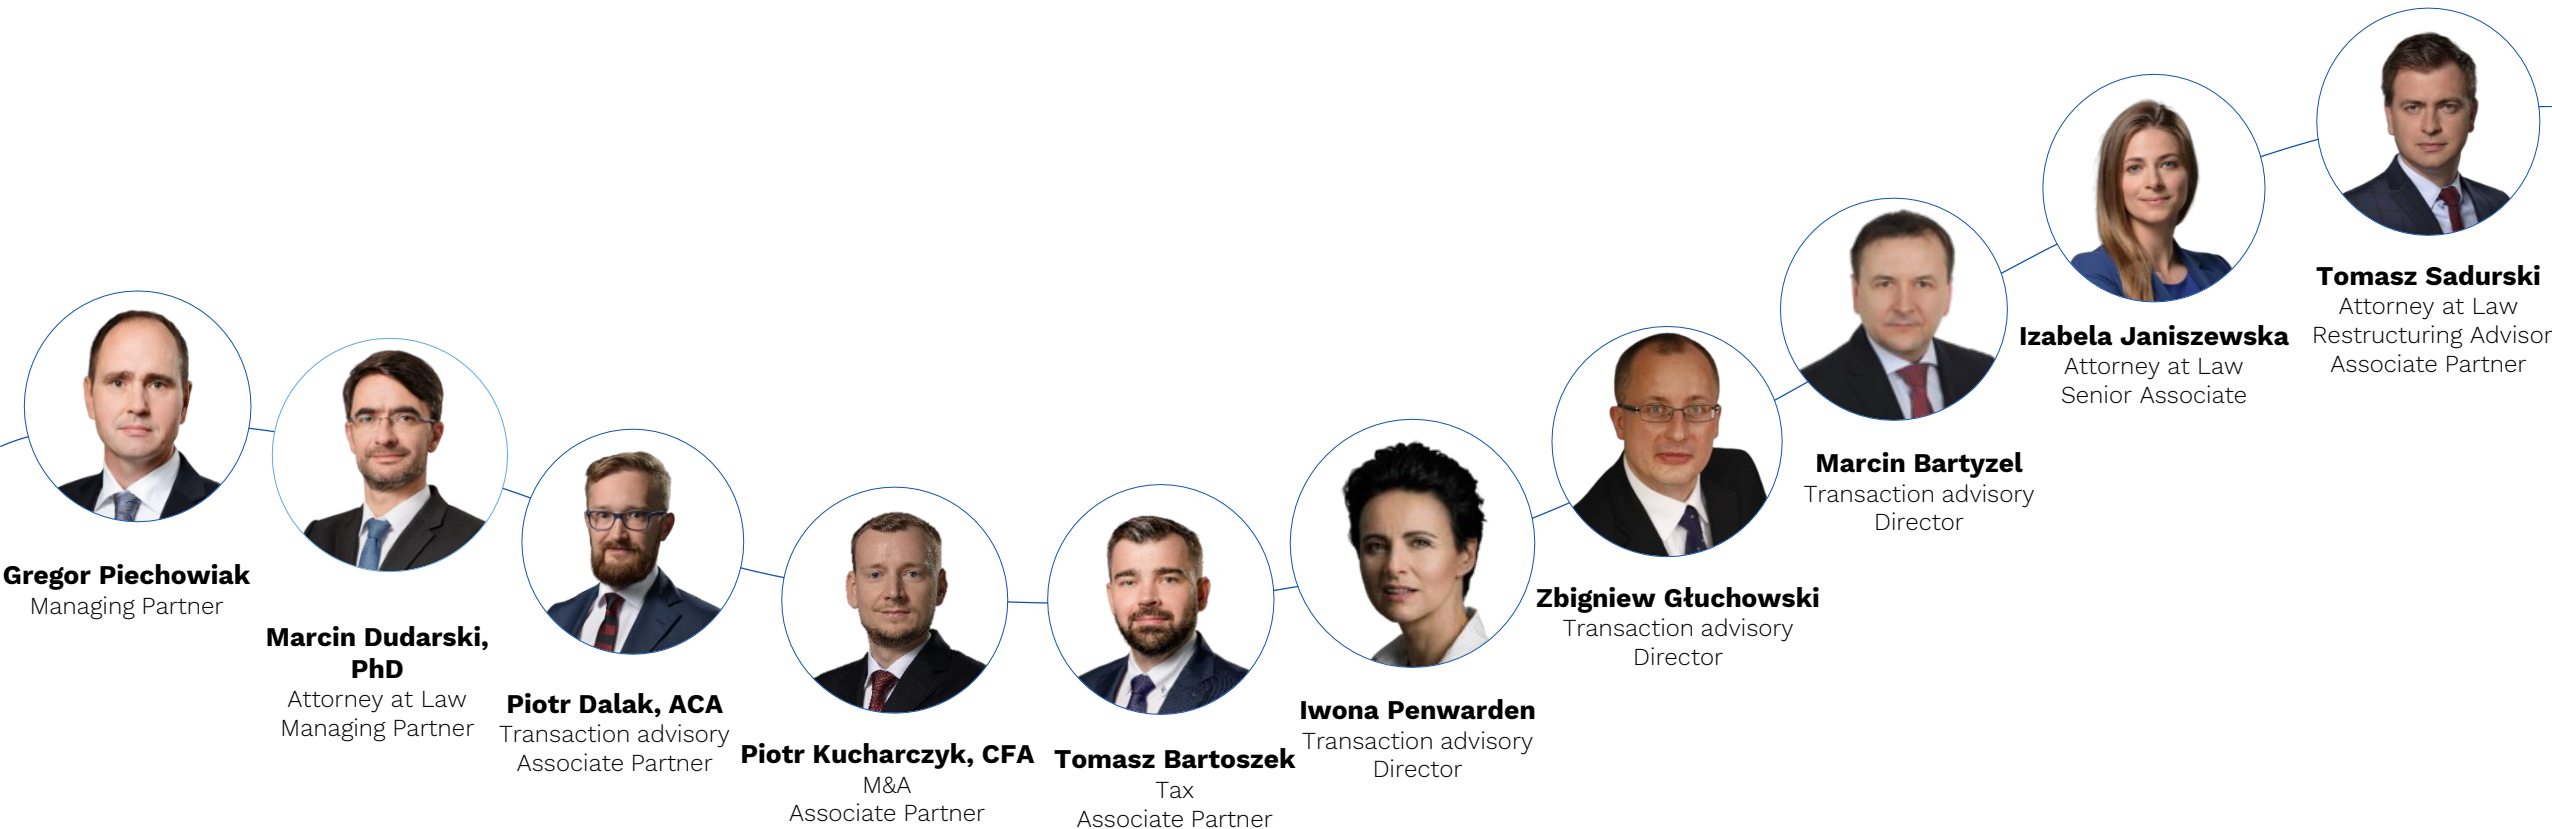 Gregor Piechowiak
Managing Partner
Marcin Dudarski,
PhD
Attorney at Law
Managing Partner
Piotr Dalak, ACA
Transaction advisory
Associate Partner
Piotr Kucharczyk, CFA
M&A
Associate Partner
Tomasz Bartoszek
Tax
Associate Partner
Iwona Penwarden
Transaction advisory
Director
Zbigniew Głuchowski
Transaction advisory
Director
Marcin Bartyzel
Transaction advisory
Director
Izabela Janiszewska
Attorney at Law
Senior Associate
Tomasz Sadurski
Attorney at Law
Restructuring Advisor
Associate Partner